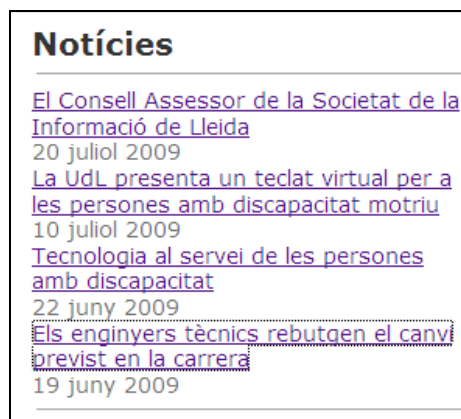 Notícies
El Consell Assessor de la Societat de la
Informació de Lleida
20 juliol 2009
La UdL presenta un teclat virtual per a
les persones amb discapacitat motriu
10 juliol 2009
Tecnologia al servei de les persones
amb discapacitat
22 juny 2009
Els enginyers tècnics rebutgen el canvi
previst en la carrera
19 juny 2009